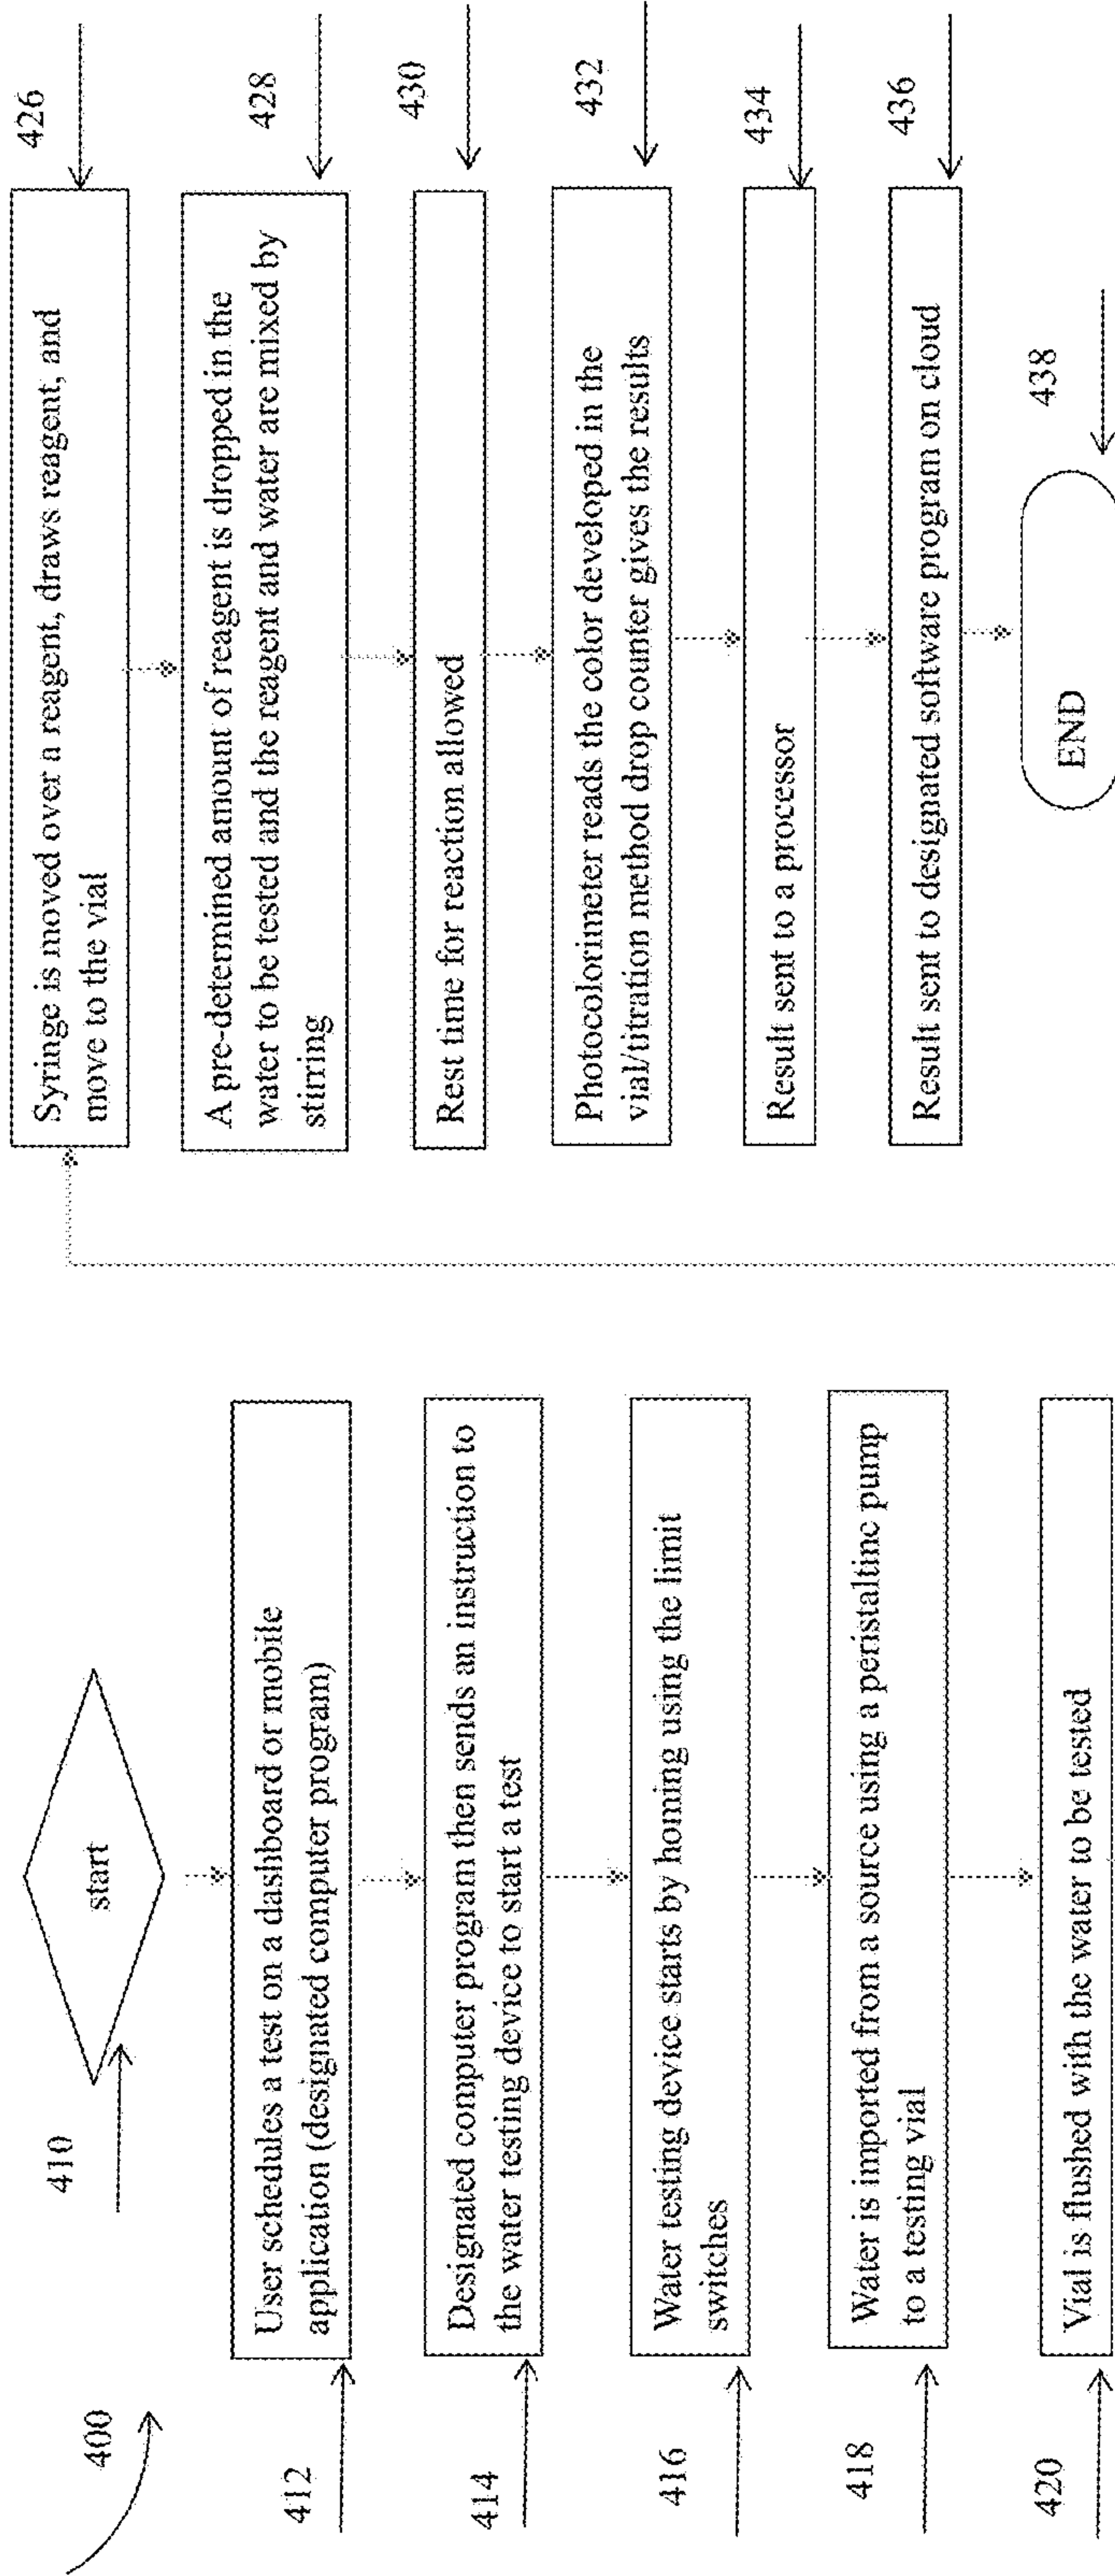 400
410
start
412
User schedules a test on a dashboard or mobile
application (designated computer program)
414
Designated computer program then sends an instruction to
the water testing device to start a test
416
Water testing device starts by homing using the limit
switches
418
Water is imported from a source using a peristaltinc pump
to a testing vial
420
Vial is flushed with the water to be tested
426
Syringe is moved over a reagent, draws reagent, and
move to the vial
428
A pre-determined amount of reagent is dropped in the
water to be tested and the reagent and water are mixed by
stirring
430
Rest time for reaction allowed
432
Photocolorimeter reads the color developed in the
vial/titration method drop counter gives the results
434
Result sent to a processor
436
Result sent to designated software program on cloud
438
END